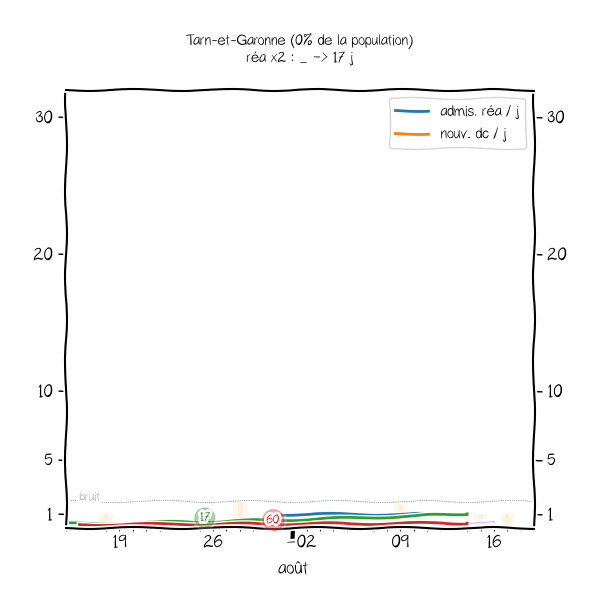 Tarn-et-Garonne (0% de la population)
réa x2 : _ -> 17 j
admis. réa / j
nouv. dc / j
30
30
20
20
10
10
5
5
bruit
1
1
17
60
19
26
02
09
16
août